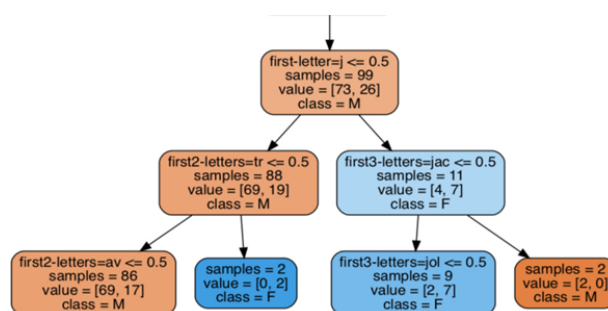 first-letter=j <= 0.5
samples = 99
value = [73, 26]
class = M
first2-letters=tr <= 0.5
samples = 88
value = [69, 19]
class = M
first3-letters=jac <= 0.5
samples = 11
value = [4, 7]
class = F
first2-letters=av <= 0.5
samples = 86
value = [69, 17]
class = M
samples = 2
value = [0, 2]
class = F
first3-letters=jol <= 0.5
samples = 9
value = [2, 7]
class = F
samples = 2
value = [2, 0]
class = M